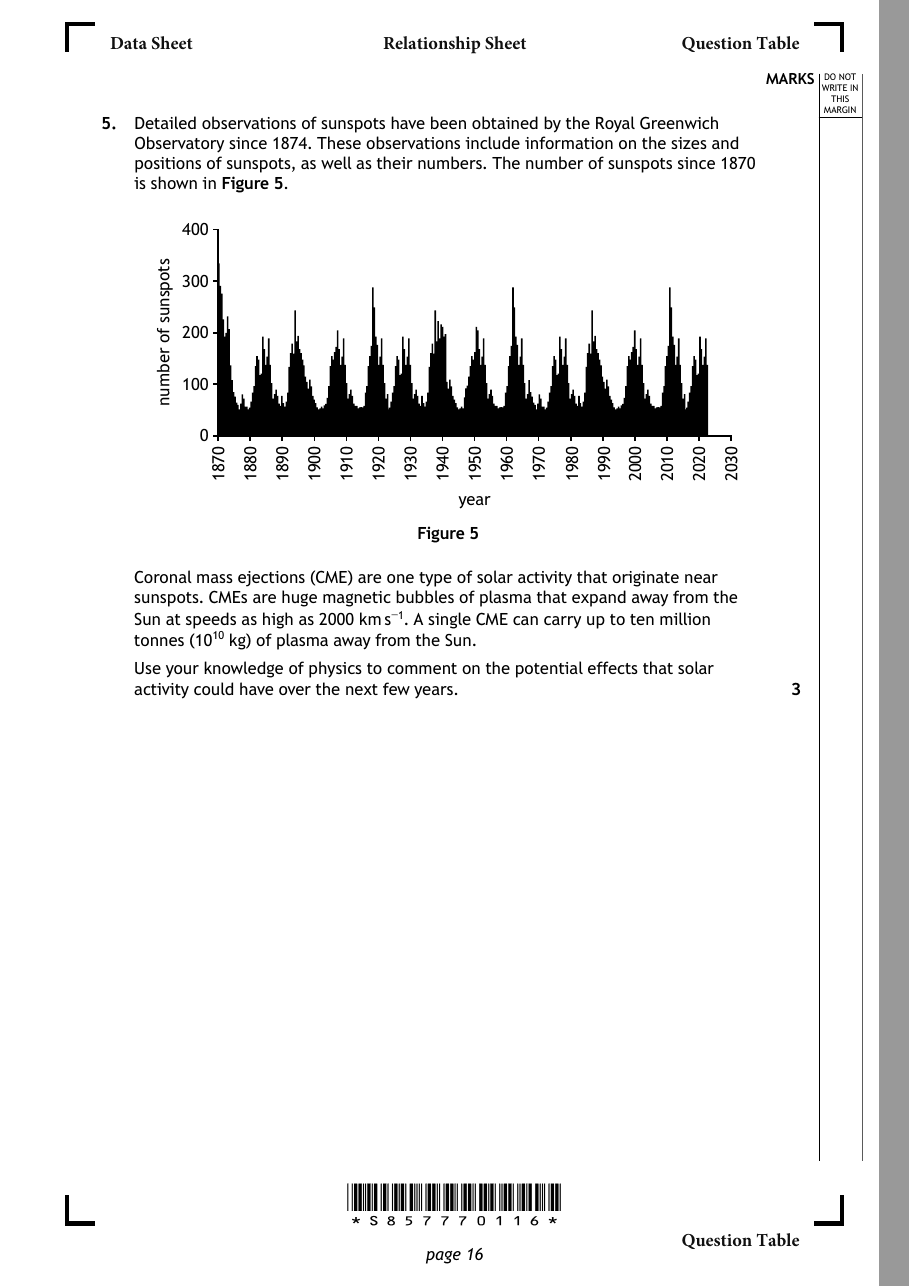 Data Sheet Relationship Sheet Question Table
MARKS
DO NOT
WRITE IN
THIS
MARGIN
5. Detailed observations of sunspots have been obtained by the Royal Greenwich
Observatory since 1874. These observations include information on the sizes and
positions of sunspots, as well as their numbers. The number of sunspots since 1870
is shown in Figure 5.
400
300
200
100
0
number of sunspots
1870 1880 1890 1900 1910 1920 1930 1940 1950 1960 1970 1980 1990 2000 2010 2020 2030
year
Figure 5
Coronal mass ejections (CME) are one type of solar activity that originate near
sunspots. CMEs are huge magnetic bubbles of plasma that expand away from the
Sun at speeds as high as 2000 km s⁻¹. A single CME can carry up to ten million
tonnes (10¹⁰ kg) of plasma away from the Sun.
Use your knowledge of physics to comment on the potential effects that solar
activity could have over the next few years. 3
* S 8 5 7 7 7 0 1 1 6 *
Question Table
page 16